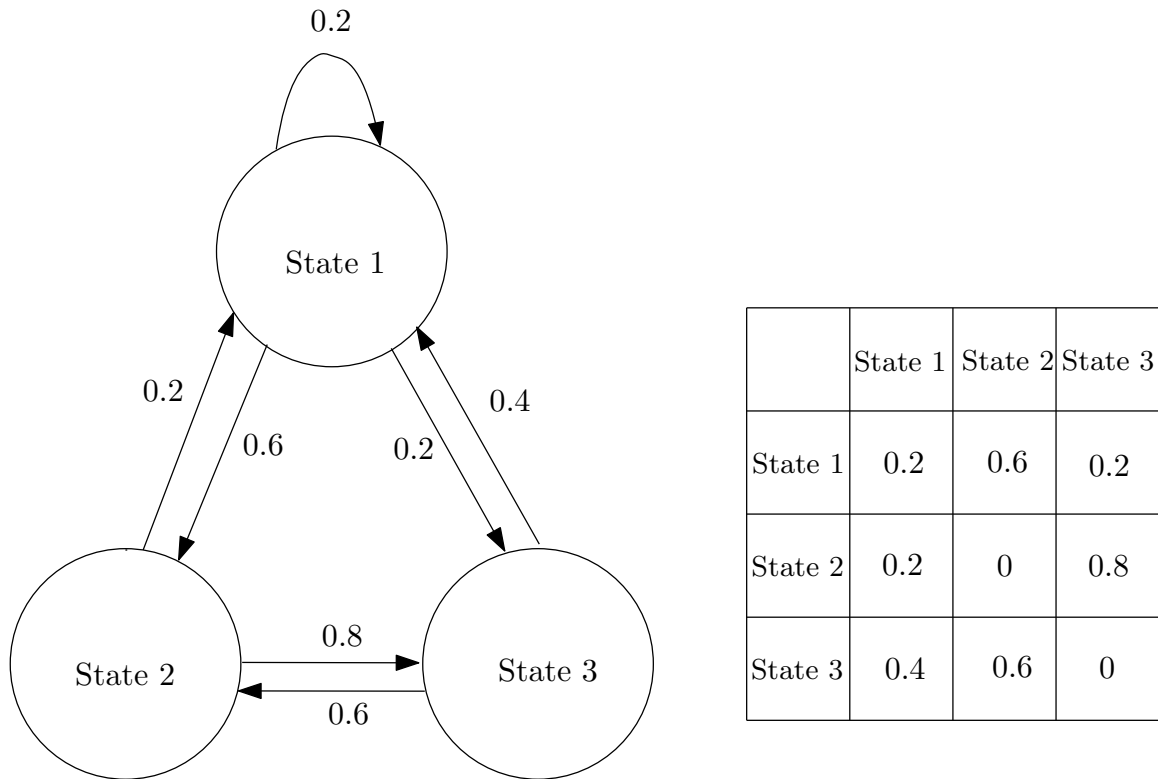 0.2
State 1
0.2
0.6
0.2
0.4
State 2
0.8
0.6
State 3
State 1 State 2 State 3
State 1 0.2 0.6 0.2
State 2 0.2 0 0.8
State 3 0.4 0.6 0